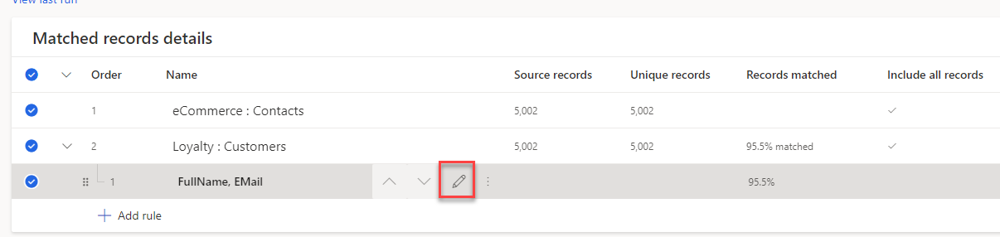 View last run
Matched records details
Order Name Source records Unique records Records matched Include all records
1 eCommerce : Contacts 5,002 5,002
2 Loyalty : Customers 5,002 5,002 95.5% matched
1 FullName, EMail 95.5%
Add rule